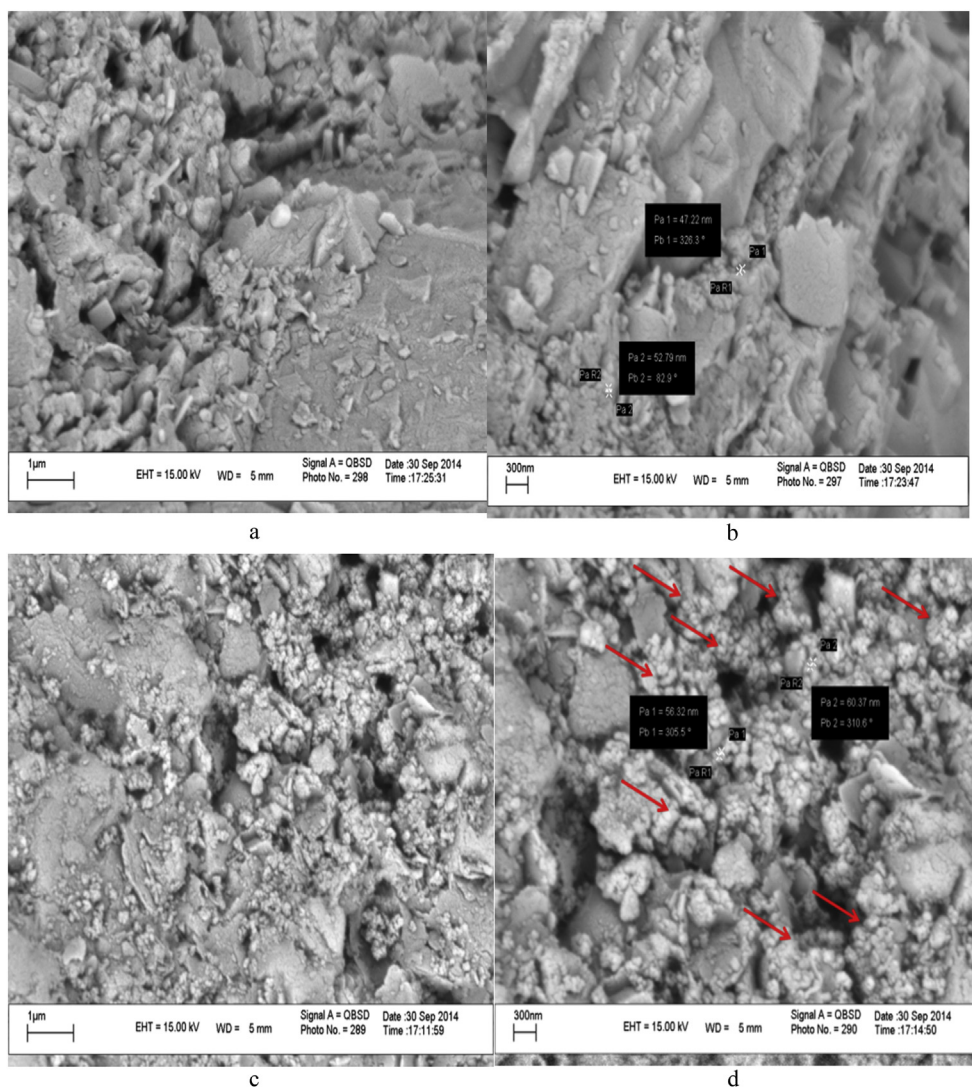 Pa 1 = 47.22 nm
Pb 1 = 326.3 °
Pa 1
Pa R1
Pa 2 = 52.79 nm
Pb 2 = 82.9 °
Pa R2
Pa 2
1µm
EHT = 15.00 kV WD = 5 mm
Signal A = QBSD Date :30 Sep 2014
Photo No. = 298 Time :17:25:31
300nm
EHT = 15.00 kV WD = 5 mm
Signal A = QBSD Date :30 Sep 2014
Photo No. = 297 Time :17:23:47
a
b
Pa 2
Pa R2
Pa 1 = 56.32 nm
Pb 1 = 305.5 °
Pa 2 = 60.37 nm
Pb 2 = 310.6 °
Pa 1
Pa R1
1µm
EHT = 15.00 kV WD = 5 mm
Signal A = QBSD Date :30 Sep 2014
Photo No. = 289 Time :17:11:59
300nm
EHT = 15.00 kV WD = 5 mm
Signal A = QBSD Date :30 Sep 2014
Photo No. = 290 Time :17:14:50
c
d